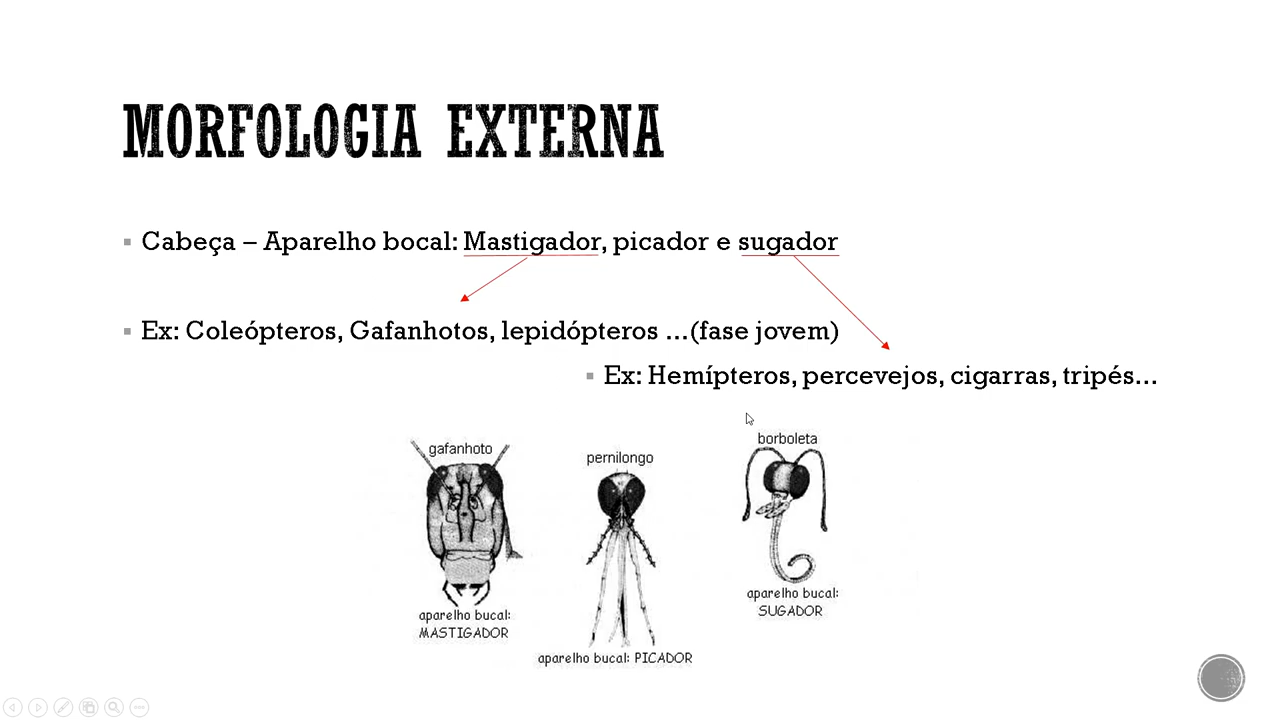 MORFOLOGIA EXTERNA
Cabeça – Aparelho bocal: Mastigador, picador e sugador
Ex: Coleópteros, Gafanhotos, lepidópteros ...(fase jovem)
Ex: Hemípteros, percevejos, cigarras, tripés...
gafanhoto
aparelho bucal:
MASTIGADOR
pernilongo
aparelho bucal: PICADOR
borboleta
aparelho bucal:
SUGADOR